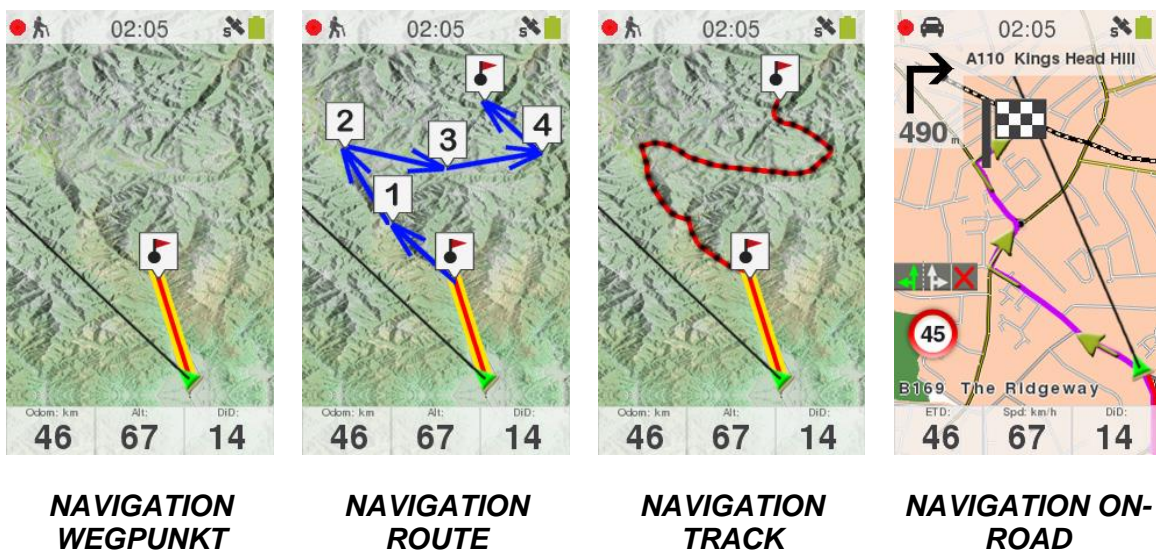 02:05
S
Odom: km Alt: DiD:
46 67 14
NAVIGATION
WEGPUNKT
02:05
S
2
3
4
1
Odom: km Alt: DiD:
46 67 14
NAVIGATION
ROUTE
02:05
S
Odom: km Alt: DiD:
46 67 14
NAVIGATION
TRACK
02:05
S
A110 Kings Head Hill
490 m
45
B169 The Ridgeway
ETD: Spd: km/h DiD:
46 67 14
NAVIGATION ON-
ROAD